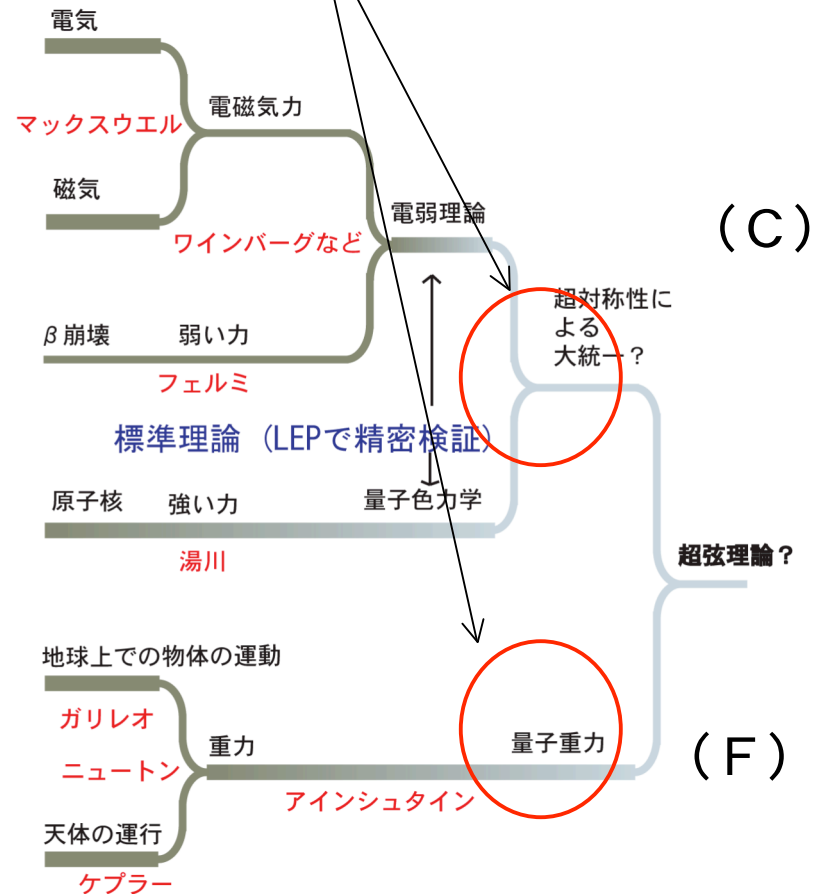 電気
マックスウエル
電磁気力
磁気
ワインバーグなど
電弱理論
(C)
超対称性に
よる
大統一?
β崩壊 弱い力
フェルミ
標準理論(LEPで精密検証)
原子核 強い力 量子色力学
湯川
超弦理論?
地球上での物体の運動
ガリレオ
ニュートン
重力
量子重力
(F)
アインシュタイン
天体の運行
ケプラー